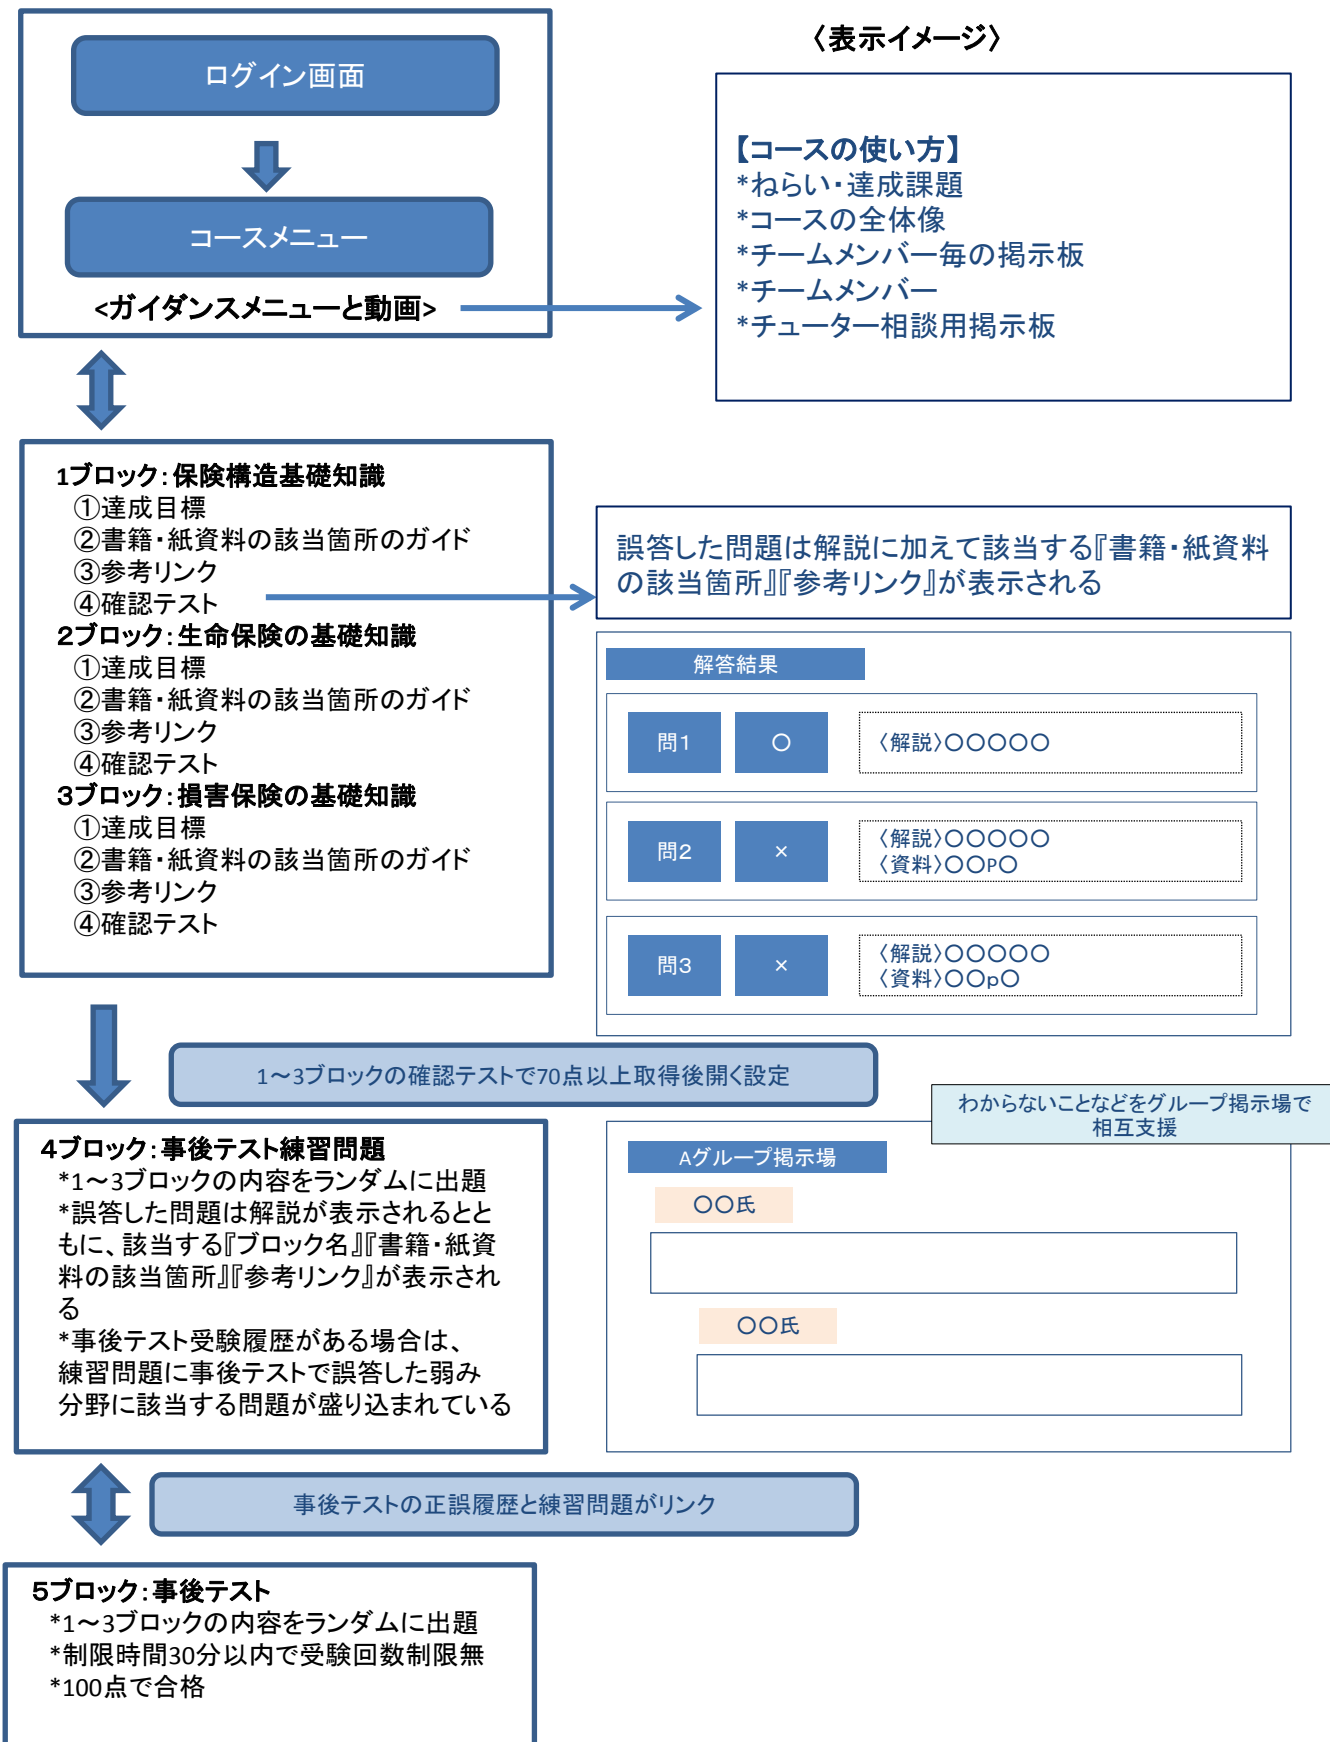 ログイン画面
コースメニュー
<ガイダンスメニューと動画>
〈表示イメージ〉
【コースの使い方】
*ねらい・達成課題
*コースの全体像
*チームメンバー毎の掲示板
*チームメンバー
*チューター相談用掲示板
1ブロック：保険構造基礎知識
①達成目標
②書籍・紙資料の該当箇所のガイド
③参考リンク
④確認テスト
２ブロック：生命保険の基礎知識
①達成目標
②書籍・紙資料の該当箇所のガイド
③参考リンク
④確認テスト
３ブロック：損害保険の基礎知識
①達成目標
②書籍・紙資料の該当箇所のガイド
③参考リンク
④確認テスト
誤答した問題は解説に加えて該当する『書籍・紙資料
の該当箇所』『参考リンク』が表示される
解答結果
問１ 〇 〈解説〉〇〇〇〇〇
問２ × 〈解説〉〇〇〇〇〇
〈資料〉〇〇P〇
問３ × 〈解説〉〇〇〇〇〇
〈資料〉〇〇ｐ〇
1～3ブロックの確認テストで70点以上取得後開く設定
４ブロック：事後テスト練習問題
*1～3ブロックの内容をランダムに出題
*誤答した問題は解説が表示されるとと
もに、該当する『ブロック名』『書籍・紙資
料の該当箇所』『参考リンク』が表示され
る
*事後テスト受験履歴がある場合は、
練習問題に事後テストで誤答した弱み
分野に該当する問題が盛り込まれている
わからないことなどをグループ掲示場で
相互支援
Aグループ掲示場
〇〇氏
〇〇氏
事後テストの正誤履歴と練習問題がリンク
５ブロック：事後テスト
*1～3ブロックの内容をランダムに出題
*制限時間30分以内で受験回数制限無
*100点で合格